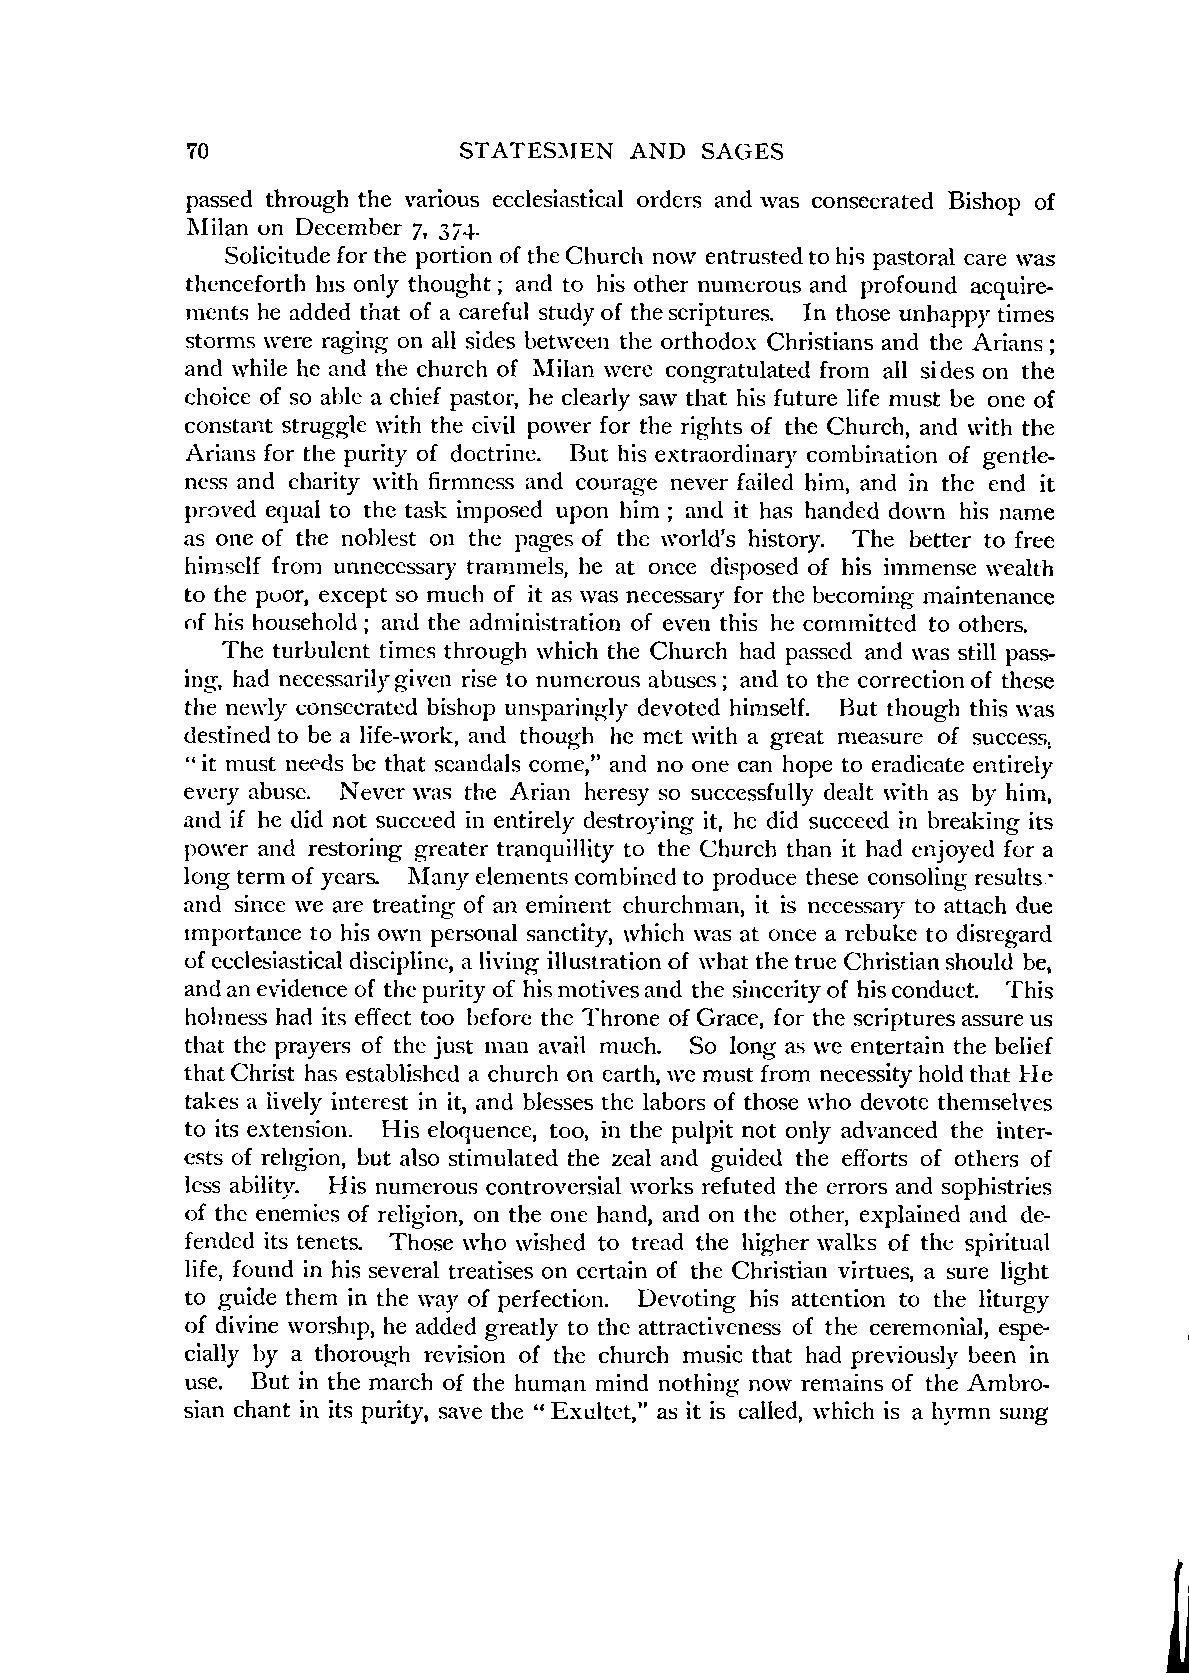 70 STATESMEN AND SAGES
passed through the various ecclesiastical orders and was consecrated Bishop of
Milan on December 7, 374.
Solicitude for the portion of the Church now entrusted to his pastoral care was
thenceforth his only thought; and to his other numerous and profound acquire-
ments he added that of a careful study of the scriptures. In those unhappy times
storms were raging on all sides between the orthodox Christians and the Arians;
and while he and the church of Milan were congratulated from all sides on the
choice of so able a chief pastor, he clearly saw that his future life must be one of
constant struggle with the civil power for the rights of the Church, and with the
Arians for the purity of doctrine. But his extraordinary combination of gentle-
ness and charity with firmness and courage never failed him, and in the end it
proved equal to the task imposed upon him; and it has handed down his name
as one of the noblest on the pages of the world's history. The better to free
himself from unnecessary trammels, he at once disposed of his immense wealth
to the poor, except so much of it as was necessary for the becoming maintenance
of his household; and the administration of even this he committed to others.
The turbulent times through which the Church had passed and was still pass-
ing, had necessarily given rise to numerous abuses; and to the correction of these
the newly consecrated bishop unsparingly devoted himself. But though this was
destined to be a life-work, and though he met with a great measure of success,
"it must needs be that scandals come," and no one can hope to eradicate entirely
every abuse. Never was the Arian heresy so successfully dealt with as by him,
and if he did not succeed in entirely destroying it, he did succeed in breaking its
power and restoring greater tranquillity to the Church than it had enjoyed for a
long term of years. Many elements combined to produce these consoling results;
and since we are treating of an eminent churchman, it is necessary to attach due
importance to his own personal sanctity, which was at once a rebuke to disregard
of ecclesiastical discipline, a living illustration of what the true Christian should be,
and an evidence of the purity of his motives and the sincerity of his conduct. This
holiness had its effect too before the Throne of Grace, for the scriptures assure us
that the prayers of the just man avail much. So long as we entertain the belief
that Christ has established a church on earth, we must from necessity hold that He
takes a lively interest in it, and blesses the labors of those who devote themselves
to its extension. His eloquence, too, in the pulpit not only advanced the inter-
ests of religion, but also stimulated the zeal and guided the efforts of others of
less ability. His numerous controversial works refuted the errors and sophistries
of the enemies of religion, on the one hand, and on the other, explained and de-
fended its tenets. Those who wished to tread the higher walks of the spiritual
life, found in his several treatises on certain of the Christian virtues, a sure light
to guide them in the way of perfection. Devoting his attention to the liturgy
of divine worship, he added greatly to the attractiveness of the ceremonial, espe-
cially by a thorough revision of the church music that had previously been in
use. But in the march of the human mind nothing now remains of the Ambro-
sian chant in its purity, save the "Exultet," as it is called, which is a hymn sung